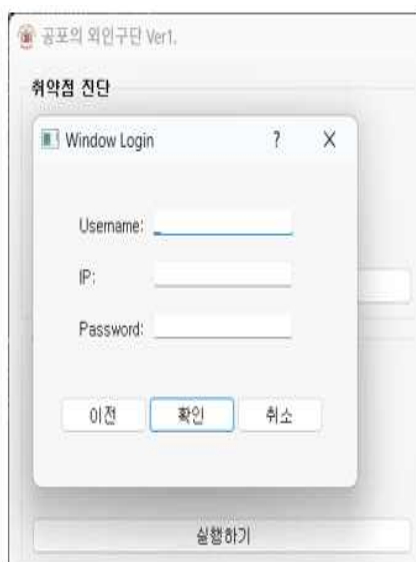 공포의 외인구단 Ver1.
취약점 진단
Window Login ? X
Username:
IP:
Password:
이전 확인 취소
실행하기